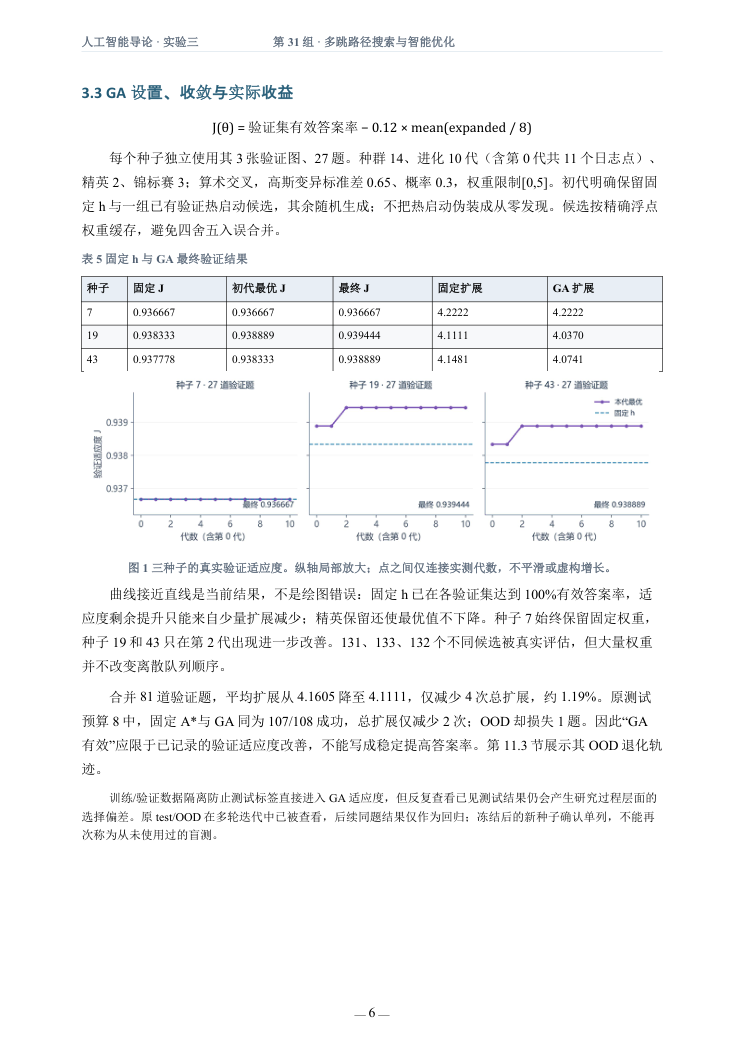 人工智能导论 · 实验三 第 31 组 · 多跳路径搜索与智能优化
3.3 GA 设置、收敛与实际收益
J(θ) = 验证集有效答案率 − 0.12 × mean(expanded / 8)
每个种子独立使用其 3 张验证图、27 题。种群 14、进化 10 代（含第 0 代共 11 个日志点）、
精英 2、锦标赛 3；算术交叉，高斯变异标准差 0.65、概率 0.3，权重限制[0,5]。初代明确保留固
定 h 与一组已有验证热启动候选，其余随机生成；不把热启动伪装成从零发现。候选按精确浮点
权重缓存，避免四舍五入误合并。
表 5 固定 h 与 GA 最终验证结果
种子 固定 J 初代最优 J 最终 J 固定扩展 GA 扩展
7 0.936667 0.936667 0.936667 4.2222 4.2222
19 0.938333 0.938889 0.939444 4.1111 4.0370
43 0.937778 0.938333 0.938889 4.1481 4.0741
种子 7 · 27 道验证题 种子 19 · 27 道验证题 种子 43 · 27 道验证题
本代最优
固定 h
0.939
0.938
0.937
验证适应度 J
最终 0.936667 最终 0.939444 最终 0.938889
0 2 4 6 8 10 0 2 4 6 8 10 0 2 4 6 8 10
代数（含第 0 代） 代数（含第 0 代） 代数（含第 0 代）
图 1 三种子的真实验证适应度。纵轴局部放大；点之间仅连接实测代数，不平滑或虚构增长。
曲线接近直线是当前结果，不是绘图错误：固定 h 已在各验证集达到 100%有效答案率，适
应度剩余提升只能来自少量扩展减少；精英保留还使最优值不下降。种子 7 始终保留固定权重，
种子 19 和 43 只在第 2 代出现进一步改善。131、133、132 个不同候选被真实评估，但大量权重
并不改变离散队列顺序。
合并 81 道验证题，平均扩展从 4.1605 降至 4.1111，仅减少 4 次总扩展，约 1.19%。原测试
预算 8 中，固定 A*与 GA 同为 107/108 成功，总扩展仅减少 2 次；OOD 却损失 1 题。因此“GA
有效”应限于已记录的验证适应度改善，不能写成稳定提高答案率。第 11.3 节展示其 OOD 退化轨
迹。
训练/验证数据隔离防止测试标签直接进入 GA 适应度，但反复查看已见测试结果仍会产生研究过程层面的
选择偏差。原 test/OOD 在多轮迭代中已被查看，后续同题结果仅作为回归；冻结后的新种子确认单列，不能再
次称为从未使用过的盲测。
— 6 —